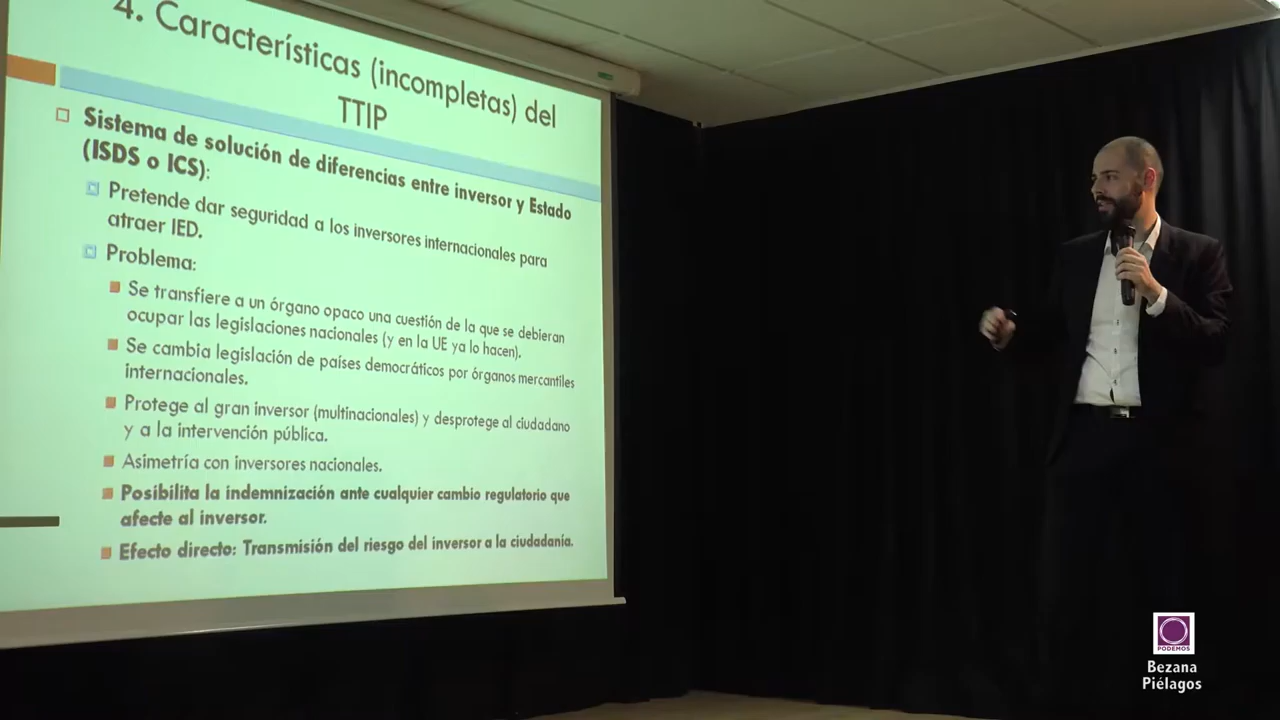 4. Características (incompletas) del
TTIP
Sistema de solución de diferencias entre inversor y Estado
(ISDS o ICS):
Pretende dar seguridad a los inversores internacionales para
atraer IED.
Problema:
Se transfiere a un órgano opaco una cuestión de la que se debieran
ocupar las legislaciones nacionales (y en la UE ya lo hacen).
Se cambia legislación de países democráticos por órganos mercantiles
internacionales.
Protege al gran inversor (multinacionales) y desprotege al ciudadano
y a la intervención pública.
Asimetría con inversores nacionales.
Posibilita la indemnización ante cualquier cambio regulatorio que
afecte al inversor.
Efecto directo: Transmisión del riesgo del inversor a la ciudadanía.
PODEMOS
Bezana
Piélagos